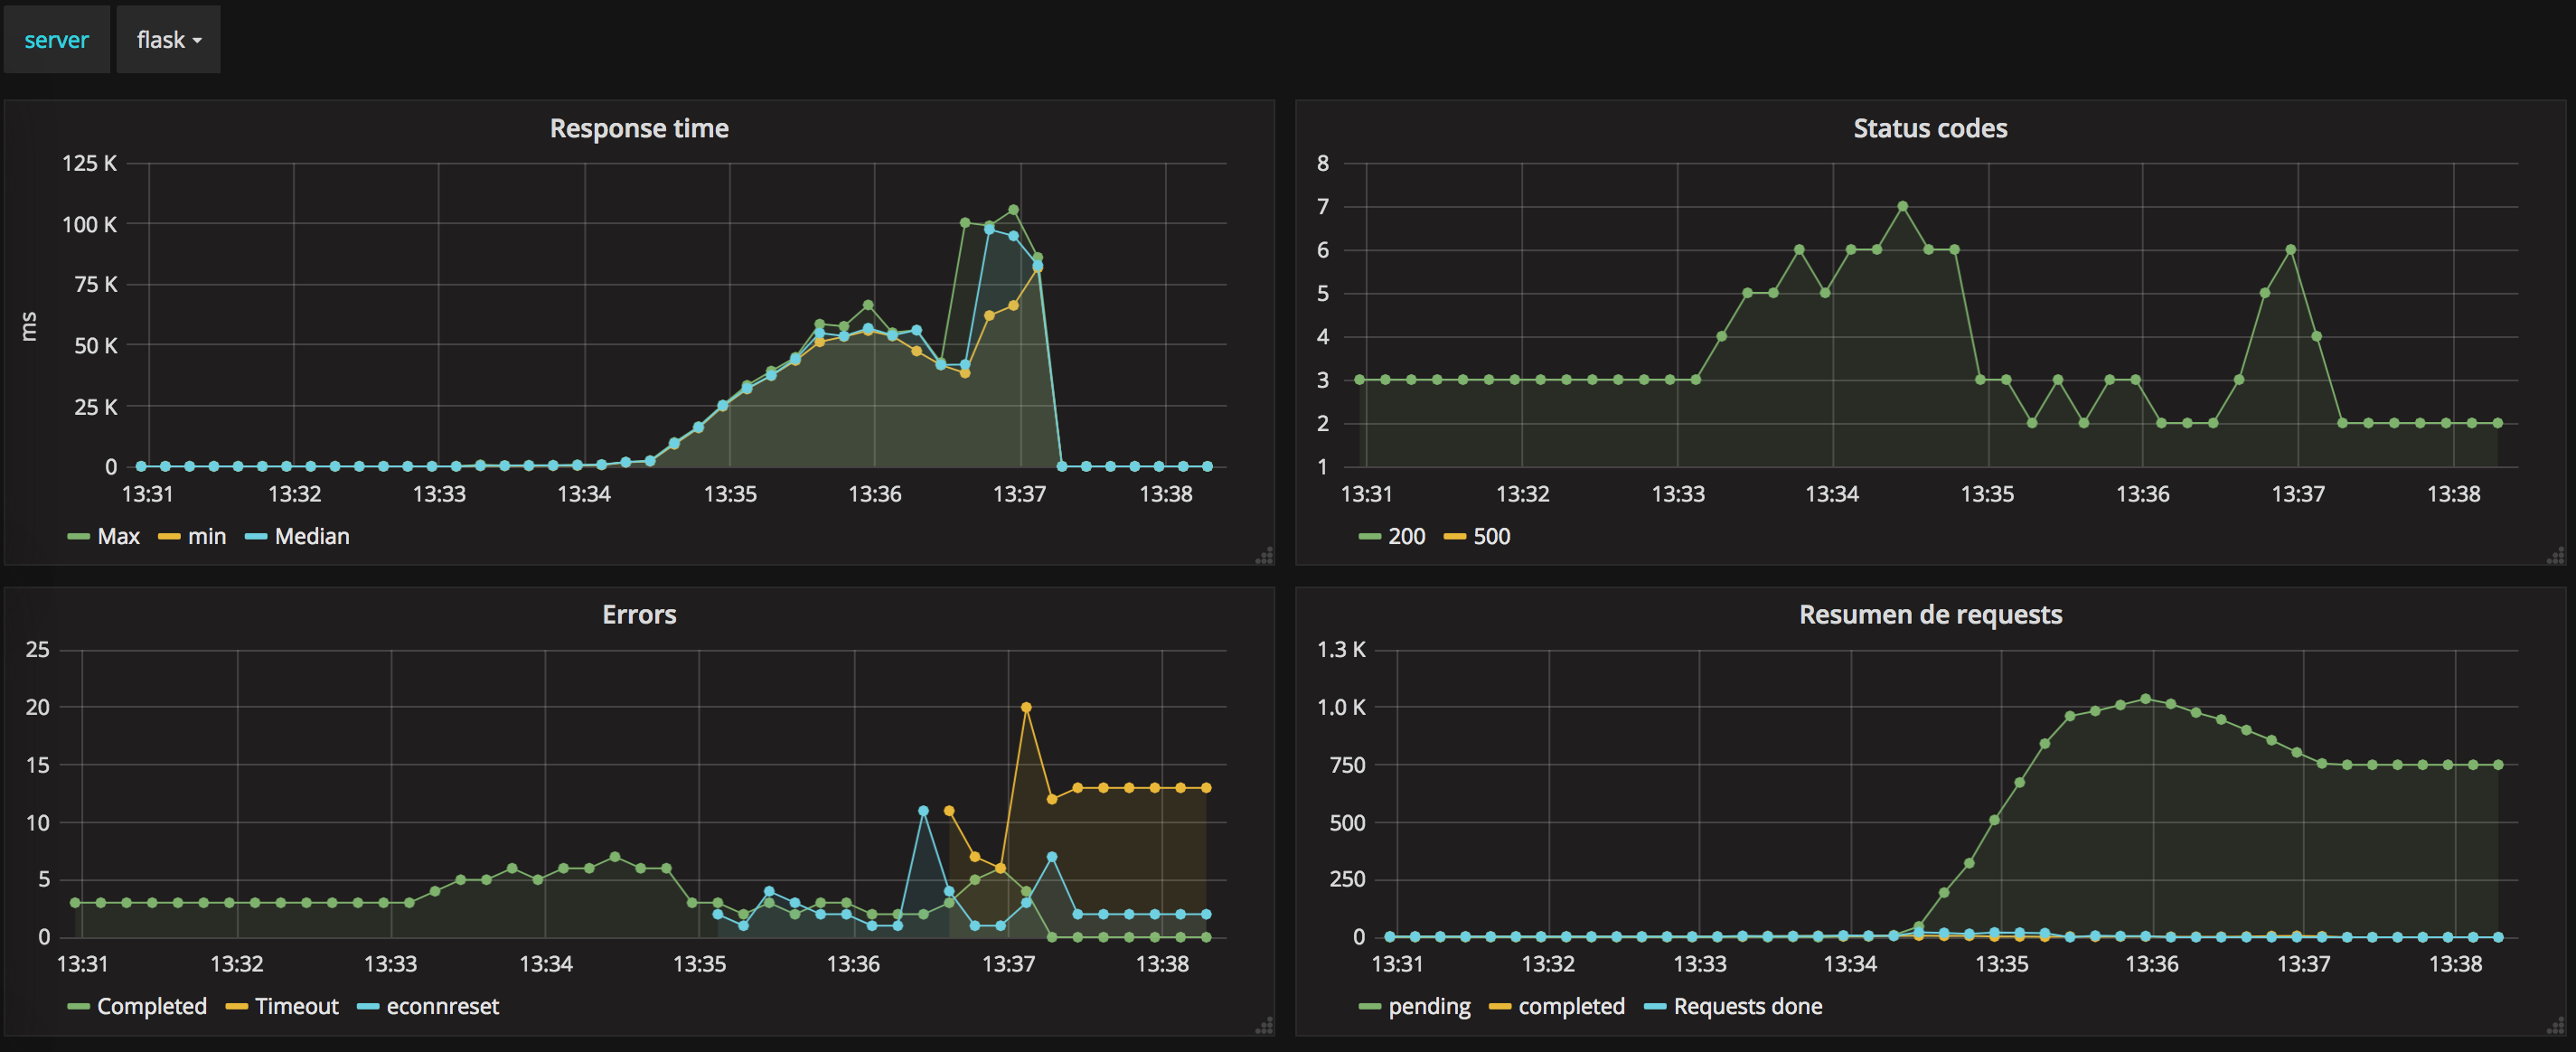 server flask
Response time
125 K
100 K
75 K
50 K
25 K
0
ms
13:31 13:32 13:33 13:34 13:35 13:36 13:37 13:38
Max min Median
Status codes
8
7
6
5
4
3
2
1
13:31 13:32 13:33 13:34 13:35 13:36 13:37 13:38
200 500
Errors
25
20
15
10
5
0
13:31 13:32 13:33 13:34 13:35 13:36 13:37 13:38
Completed Timeout econnreset
Resumen de requests
1.3 K
1.0 K
750
500
250
0
13:31 13:32 13:33 13:34 13:35 13:36 13:37 13:38
pending completed Requests done